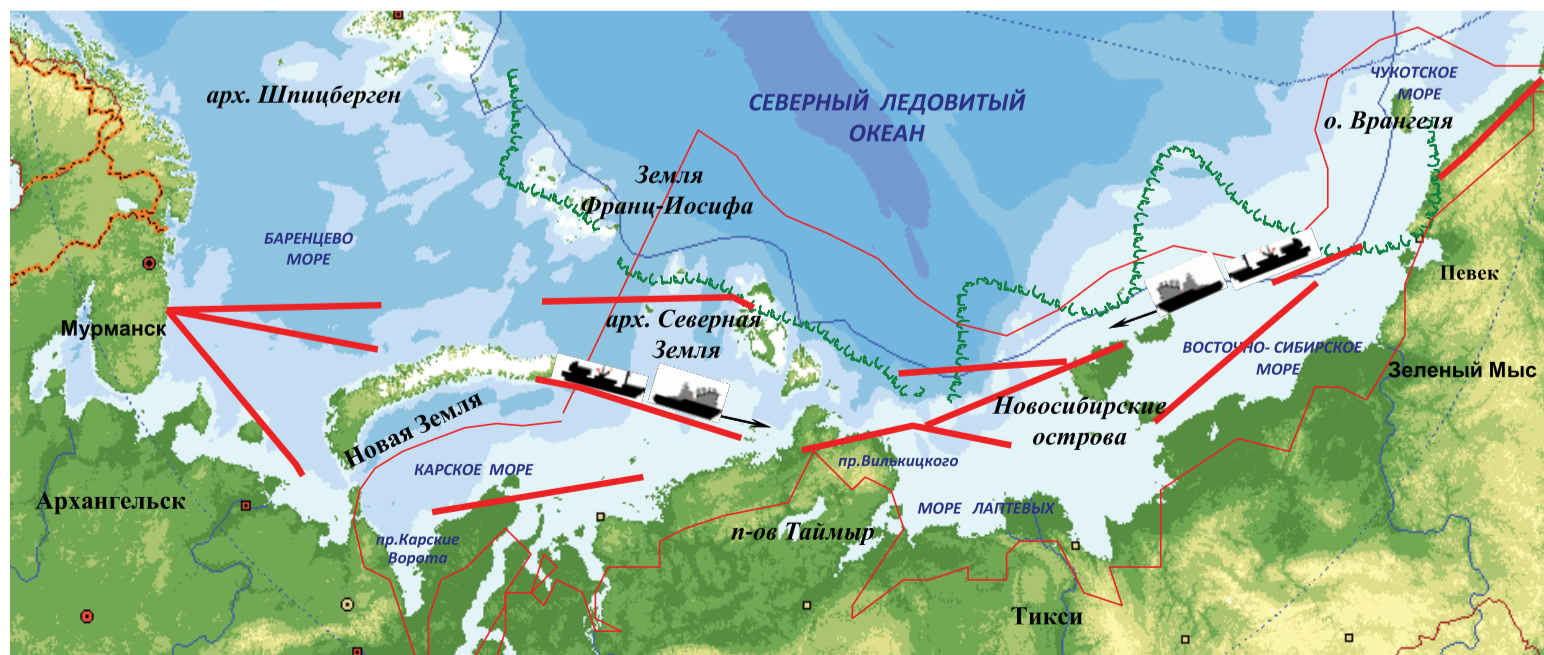 ЧУКОТСКОЕ
МОРЕ
арх. Шпицберген
СЕВЕРНЫЙ ЛЕДОВИТЫЙ
ОКЕАН
о. Врангеля
Земля
Франц-Иосифа
БАРЕНЦЕВО
МОРЕ
Певек
Мурманск
арх. Северная
Земля
ВОСТОЧНО- СИБИРСКОЕ
МОРЕ
Зеленый Мыс
Новосибирские
острова
Новая Земля
КАРСКОЕ МОРЕ
пр.Вилькицкого
Архангельск
МОРЕ ЛАПТЕВЫХ
п-ов Таймыр
пр.Карские
Ворота
Тикси